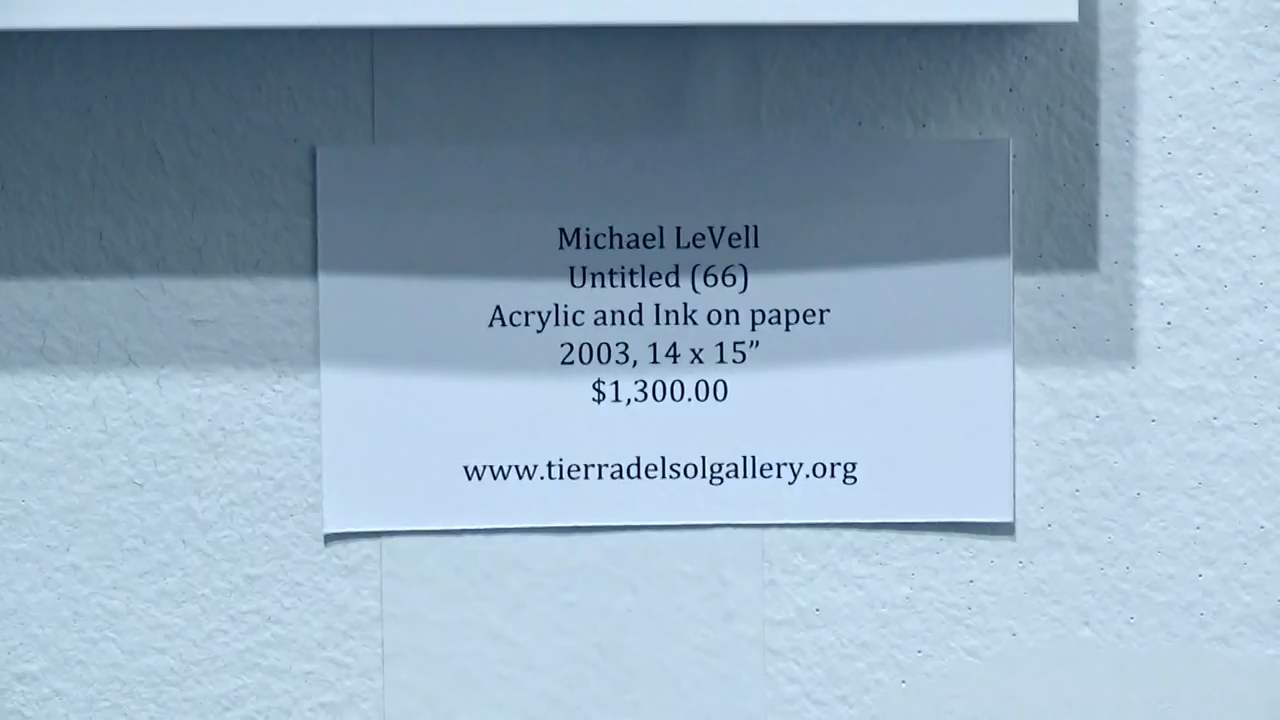 Michael LeVell
Untitled (66)
Acrylic and Ink on paper
2003, 14 x 15”
$1,300.00
www.tierradelsolgallery.org